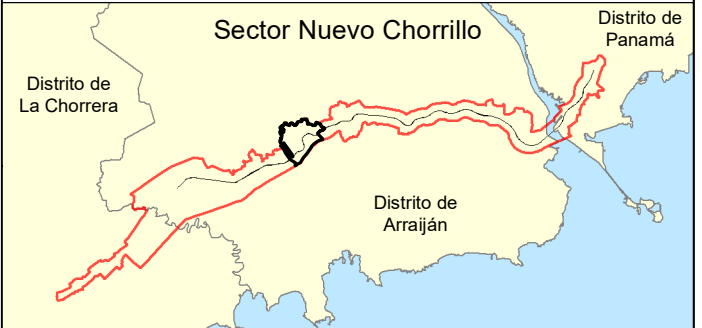 Sector Nuevo Chorrillo
Distrito de
Panamá
Distrito de
La Chorrera
Distrito de
Arraiján